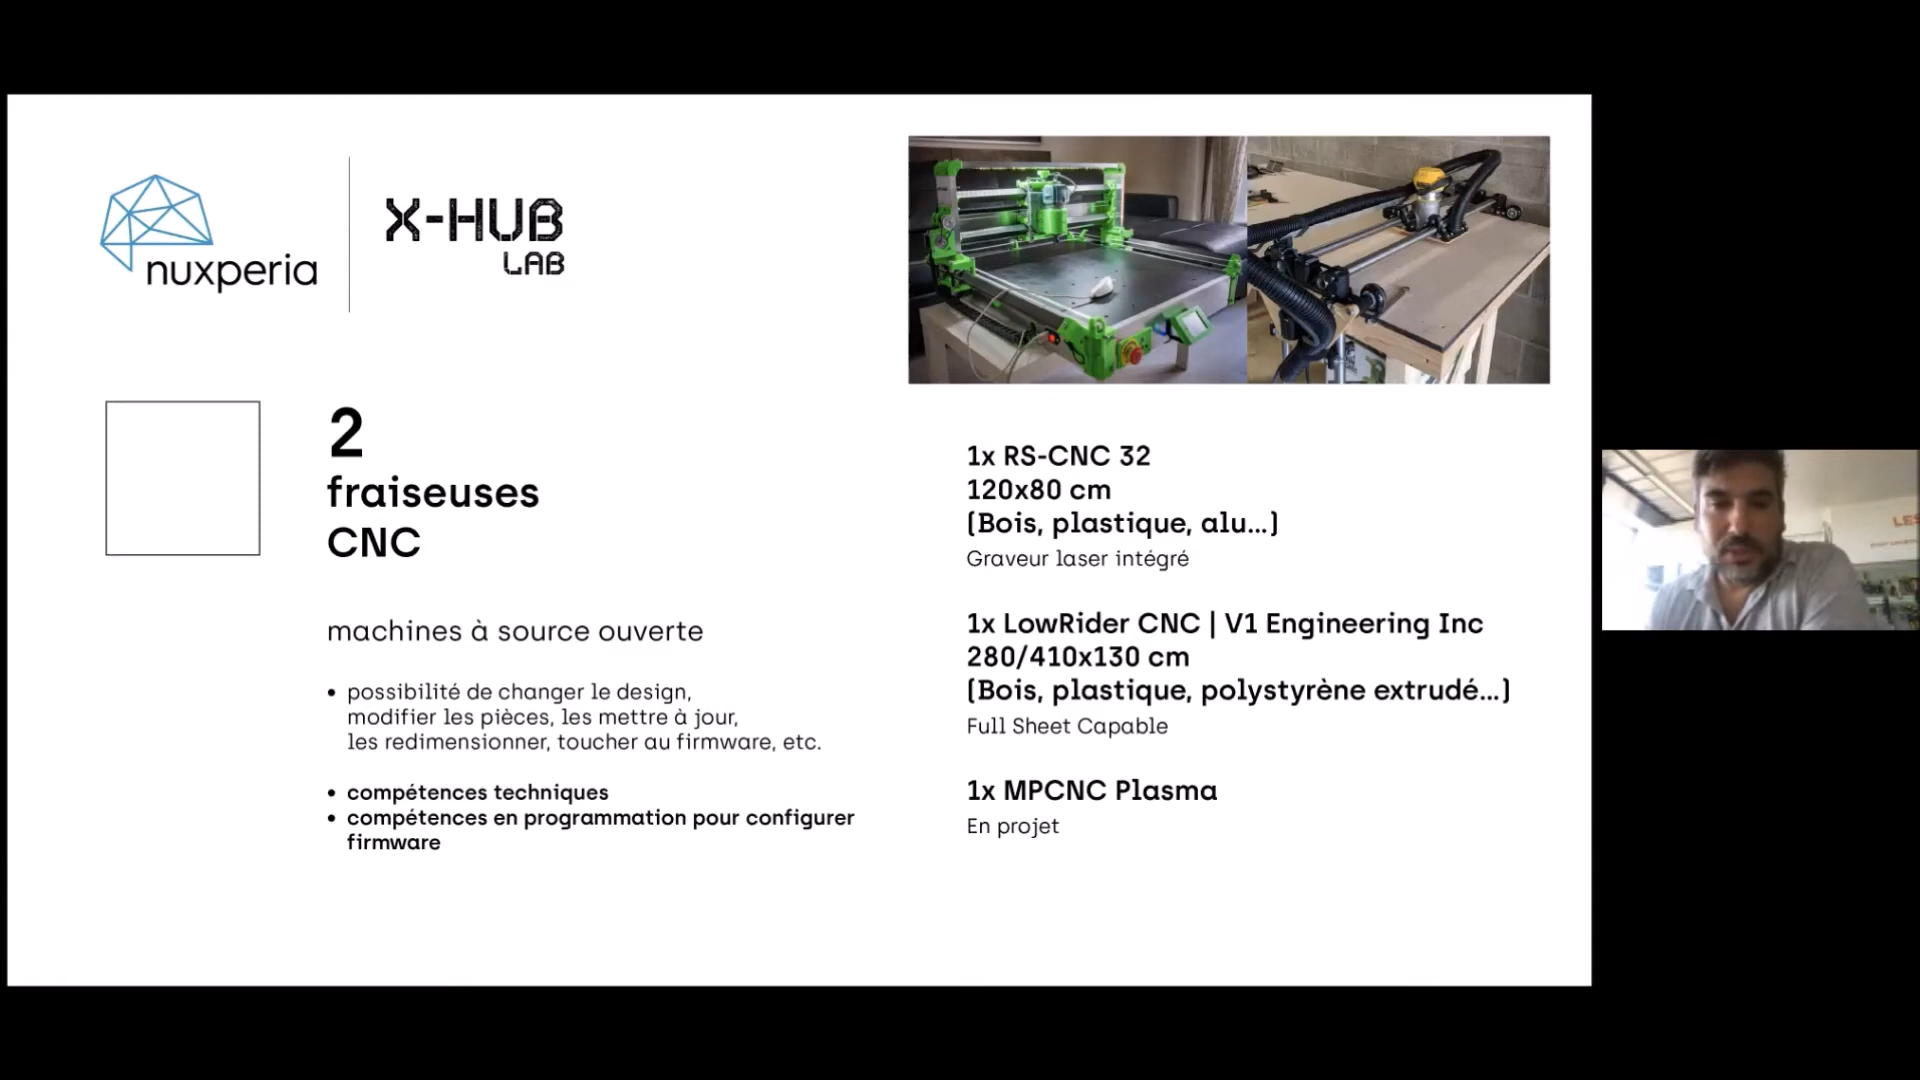 nuxperia
X-HUB
LAB
2
fraiseuses
CNC
machines à source ouverte
• possibilité de changer le design,
modifier les pièces, les mettre à jour,
les redimensionner, toucher au firmware, etc.
• compétences techniques
• compétences en programmation pour configurer
firmware
1x RS-CNC 32
120x80 cm
(Bois, plastique, alu...)
Graveur laser intégré
1x LowRider CNC | V1 Engineering Inc
280/410x130 cm
(Bois, plastique, polystyrène extrudé...)
Full Sheet Capable
1x MPCNC Plasma
En projet
LES